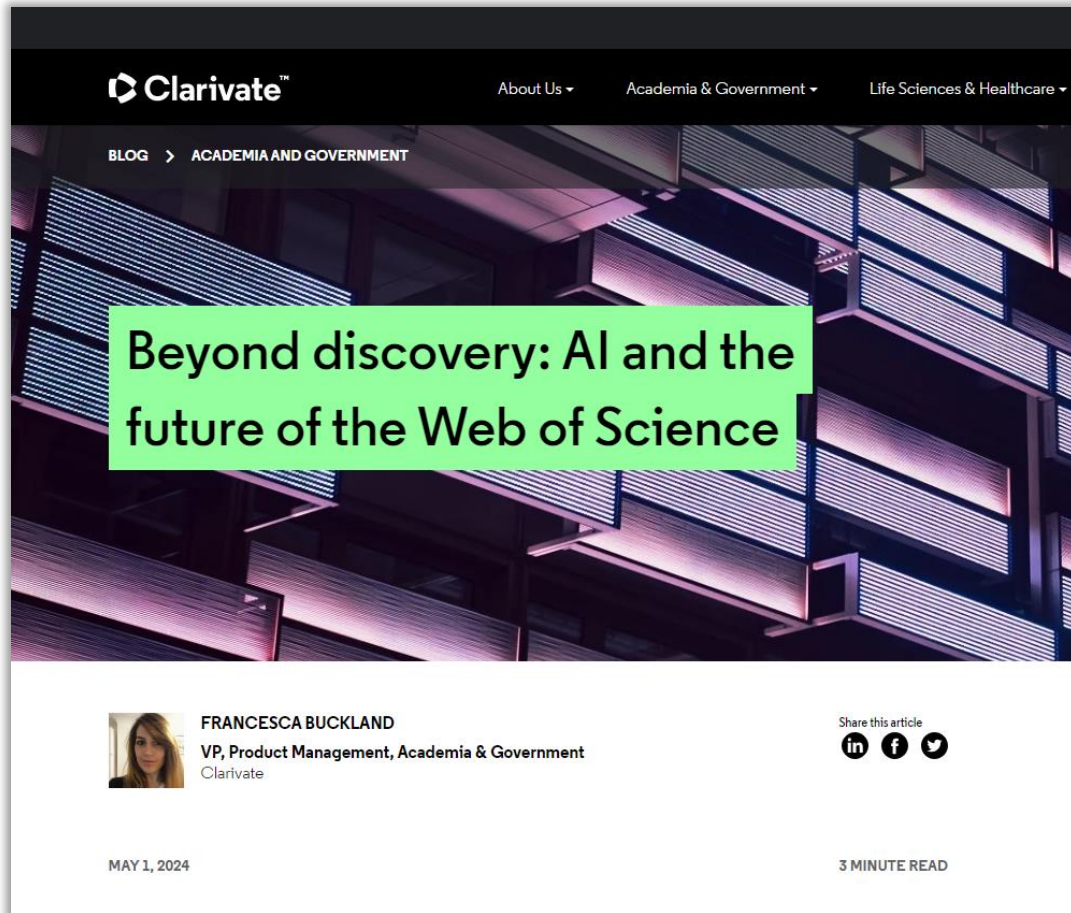 Clarivate™
About Us
Academia & Government
Life Sciences & Healthcare
BLOG > ACADEMIA AND GOVERNMENT
Beyond discovery: AI and the
future of the Web of Science
FRANCESCA BUCKLAND
VP, Product Management, Academia & Government
Clarivate
Share this article
in f
MAY 1, 2024
3 MINUTE READ